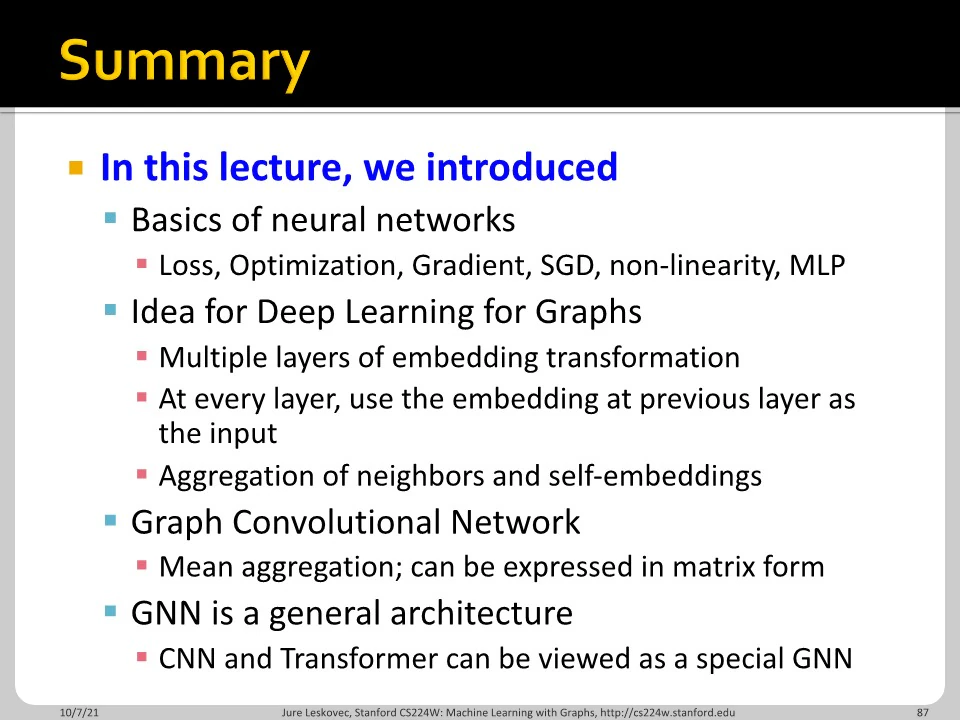 Summary
In this lecture, we introduced
Basics of neural networks
Loss, Optimization, Gradient, SGD, non-linearity, MLP
Idea for Deep Learning for Graphs
Multiple layers of embedding transformation
At every layer, use the embedding at previous layer as
the input
Aggregation of neighbors and self-embeddings
Graph Convolutional Network
Mean aggregation; can be expressed in matrix form
GNN is a general architecture
CNN and Transformer can be viewed as a special GNN
10/7/21 Jure Leskovec, Stanford CS224W: Machine Learning with Graphs, http://cs224w.stanford.edu 87